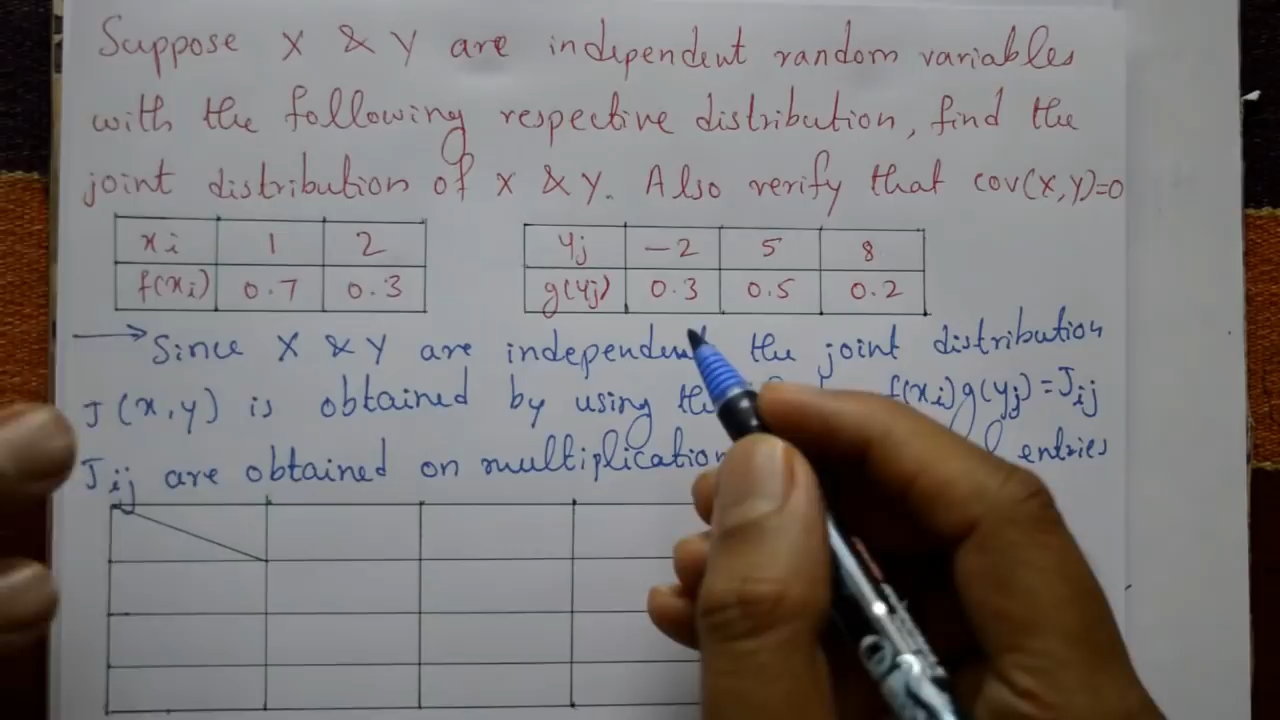 Suppose X & Y are independent random variables
with the following respective distribution, find the
joint distribution of X & Y. Also verify that cov(X,Y)=0
xi 1 2
f(xi) 0.7 0.3
yj -2 5 8
g(yj) 0.3 0.5 0.2
→ Since X & Y are independent the joint distribution
J(x,y) is obtained by using the f(xi)g(yj)=Jij
Jij are obtained on multiplication entries